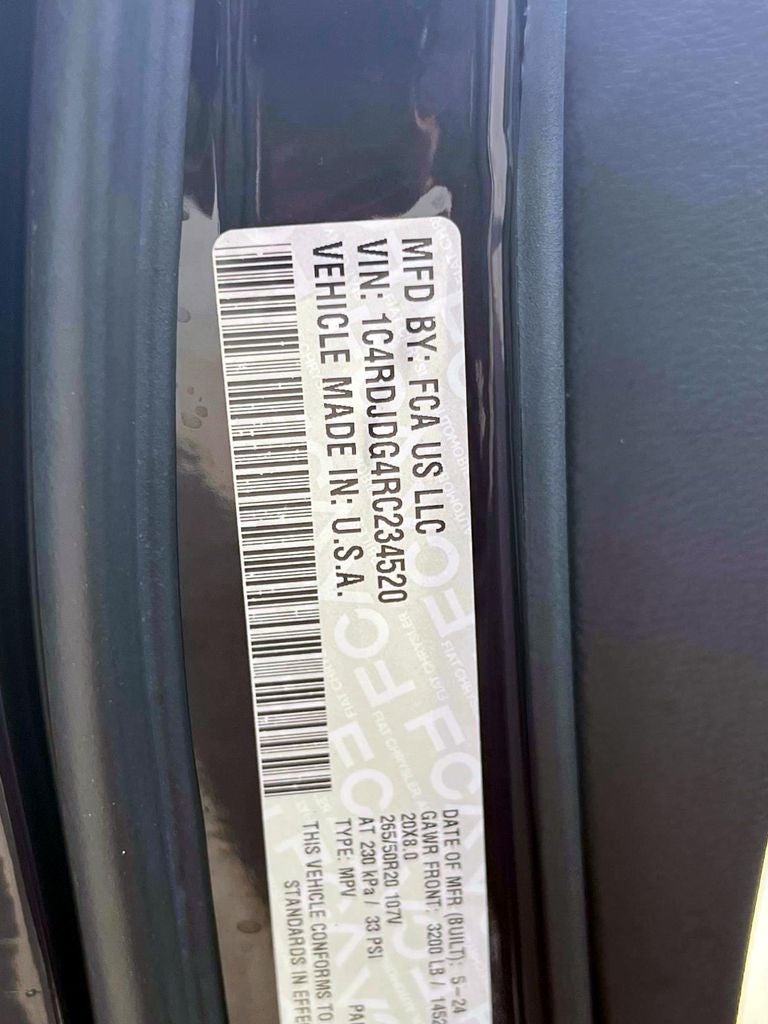 MFD BY: FCA US LLC
VIN: 1C4RDJDG4RC234520
VEHICLE MADE IN: U.S.A.
DATE OF MFR (BUILT): 5-24
GAWR FRONT: 3200 LB / 1452
20X8.0
265/50R20 107V
AT 230 kPa / 33 PSI
TYPE: MPV PA
THIS VEHICLE CONFORMS TO
STANDARDS IN EFFE